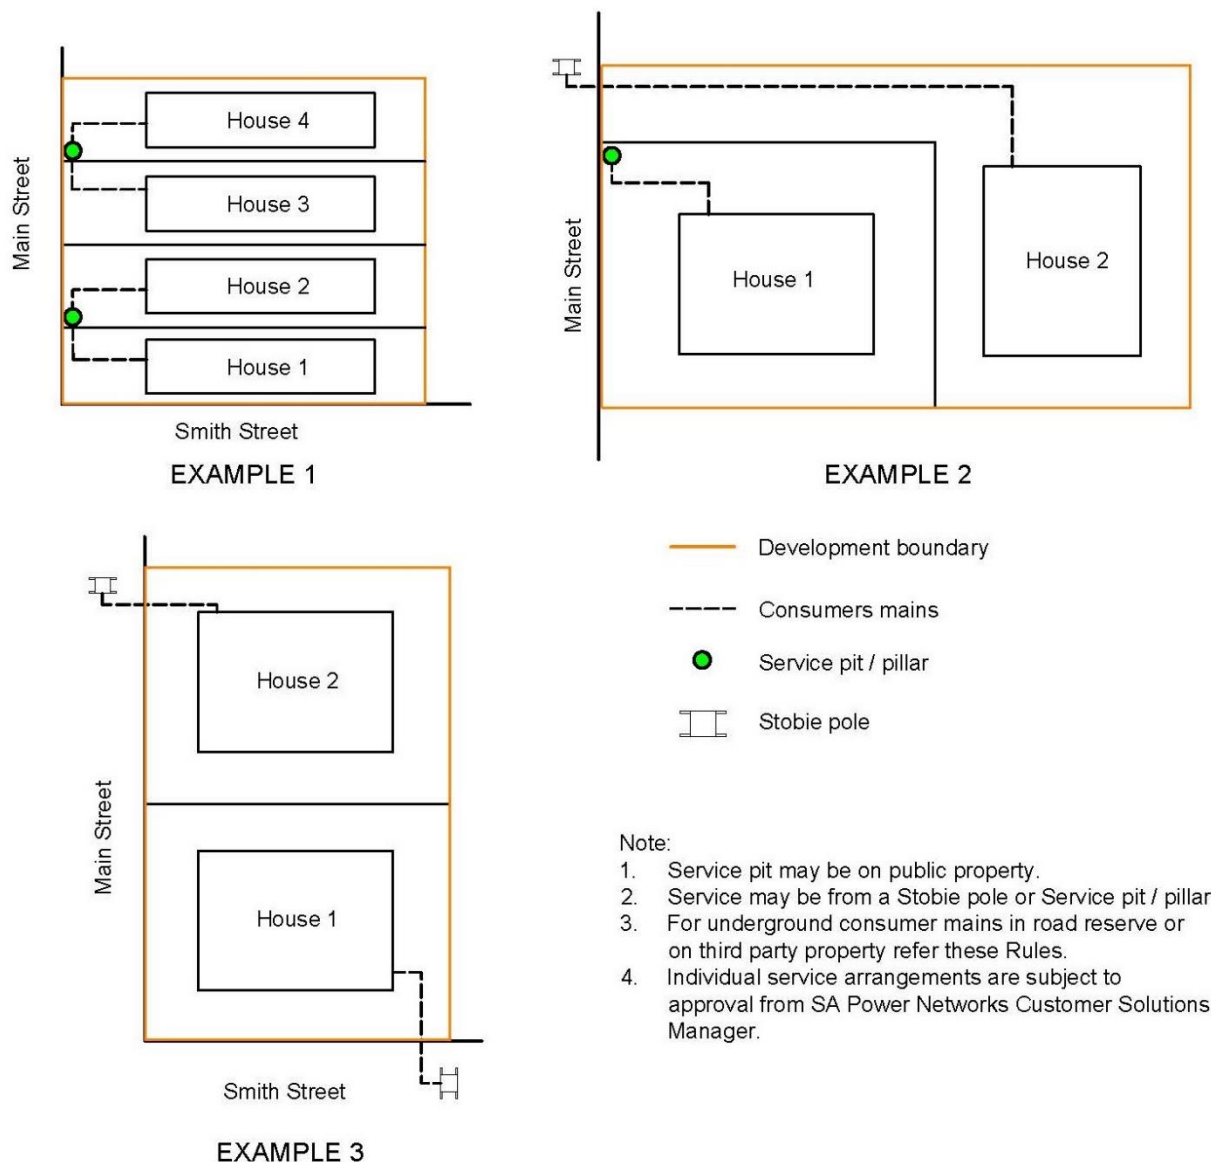 House 4
House 3
House 2
House 1
Main Street
Smith Street
EXAMPLE 1
Main Street
House 1
House 2
EXAMPLE 2
Main Street
House 2
House 1
Smith Street
EXAMPLE 3
Development boundary
Consumers mains
Service pit / pillar
Stobie pole
Note:
1. Service pit may be on public property.
2. Service may be from a Stobie pole or Service pit / pillar
3. For underground consumer mains in road reserve or
on third party property refer these Rules.
4. Individual service arrangements are subject to
approval from SA Power Networks Customer Solutions
Manager.